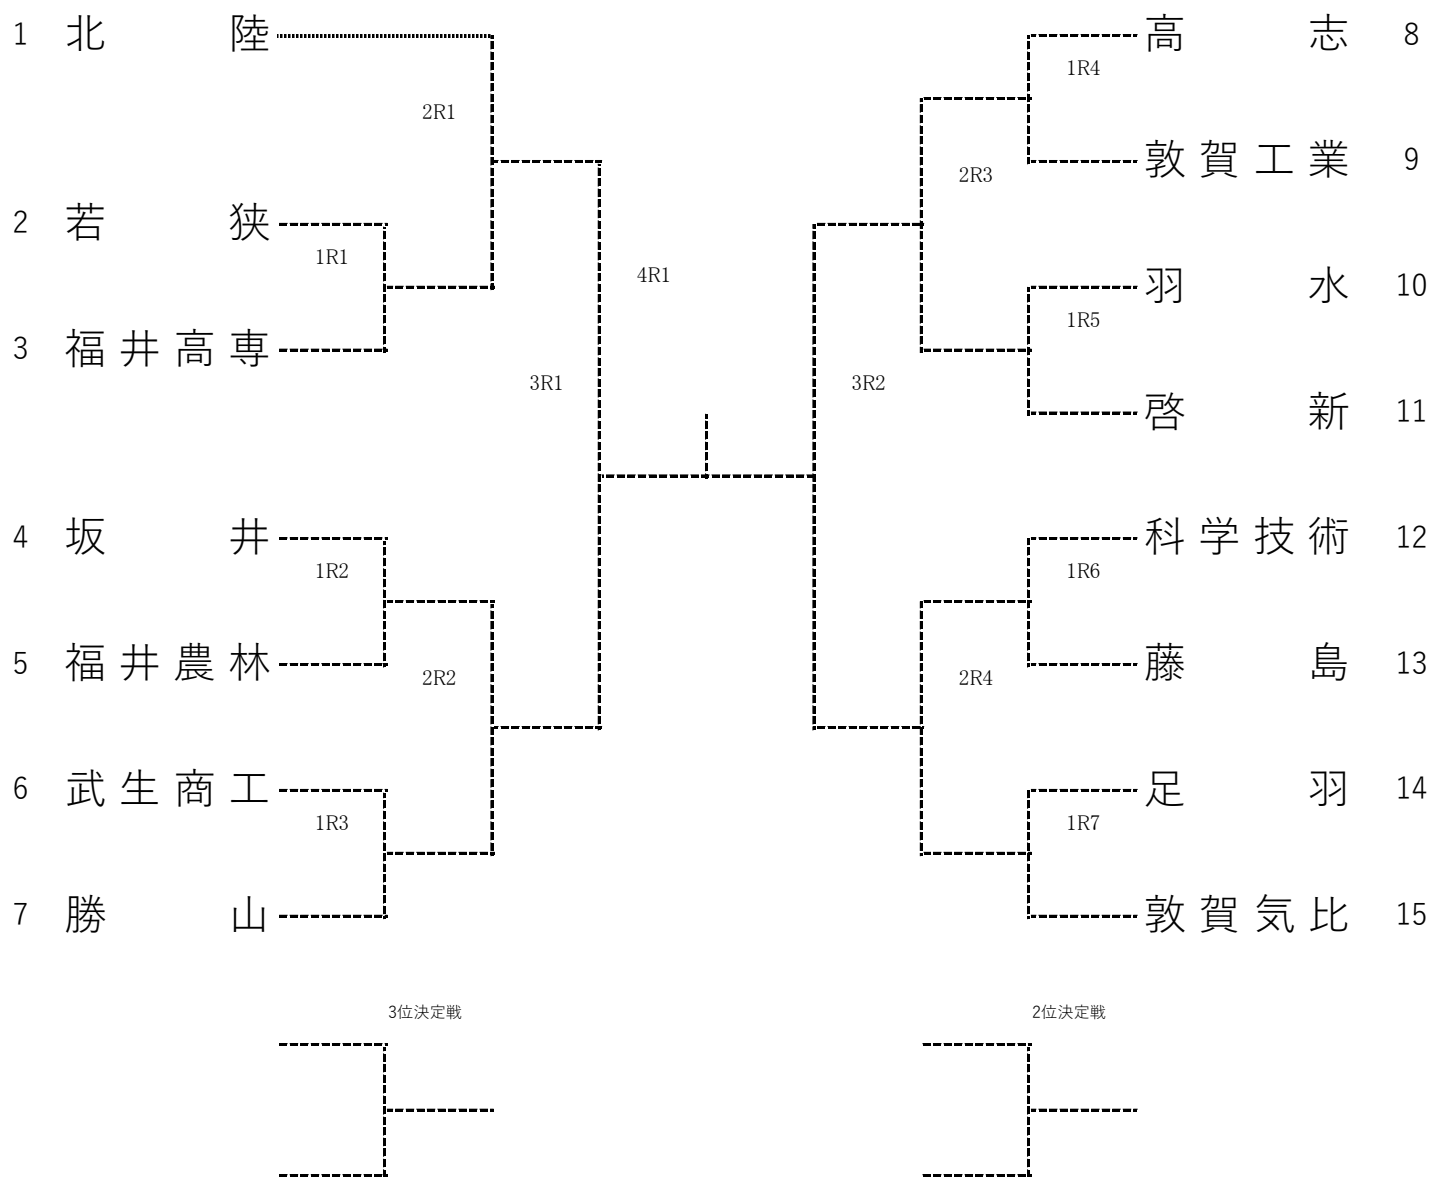 1 北陸
2R1
2 若狭
1R1
3 福井高専
3R1
4 坂井
1R2
5 福井農林
2R2
6 武生商工
1R3
7 勝山
4R1
高志 8
1R4
敦賀工業 9
2R3
羽水 10
1R5
啓新 11
3R2
科学技術 12
1R6
藤島 13
2R4
足羽 14
1R7
敦賀気比 15
3位決定戦
2位決定戦